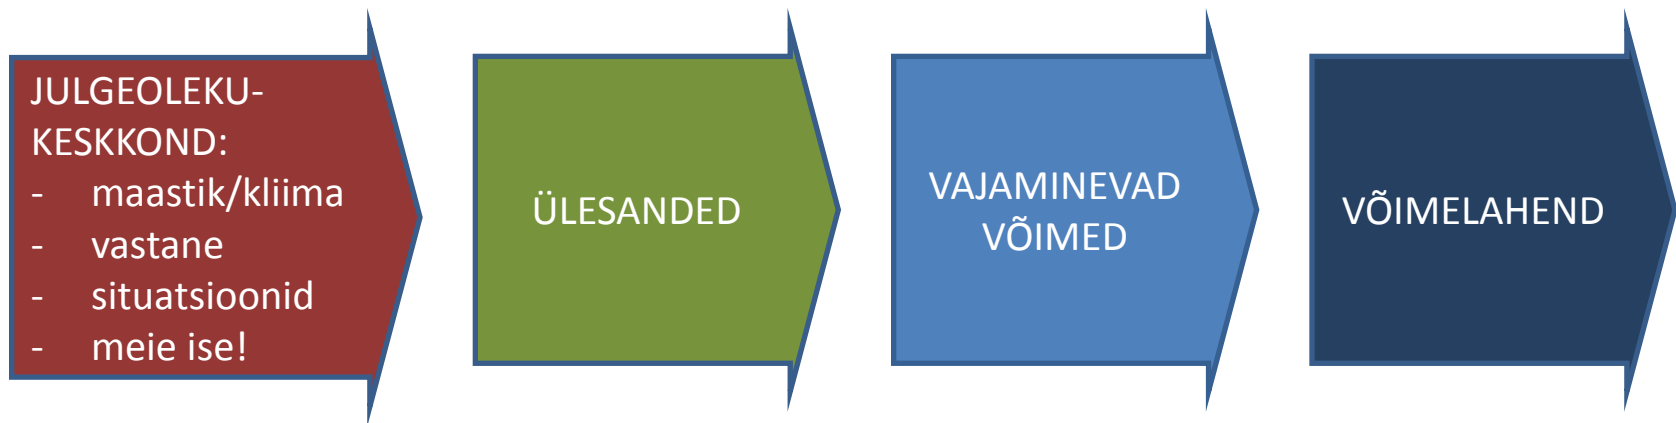 JULGEOLEKU-
KESKKOND:
- maastik/kliima
- vastane
- situatsioonid
- meie ise!
ÜLESANDED
VAJAMINEVAD
VÕIMED
VÕIMELAHEND